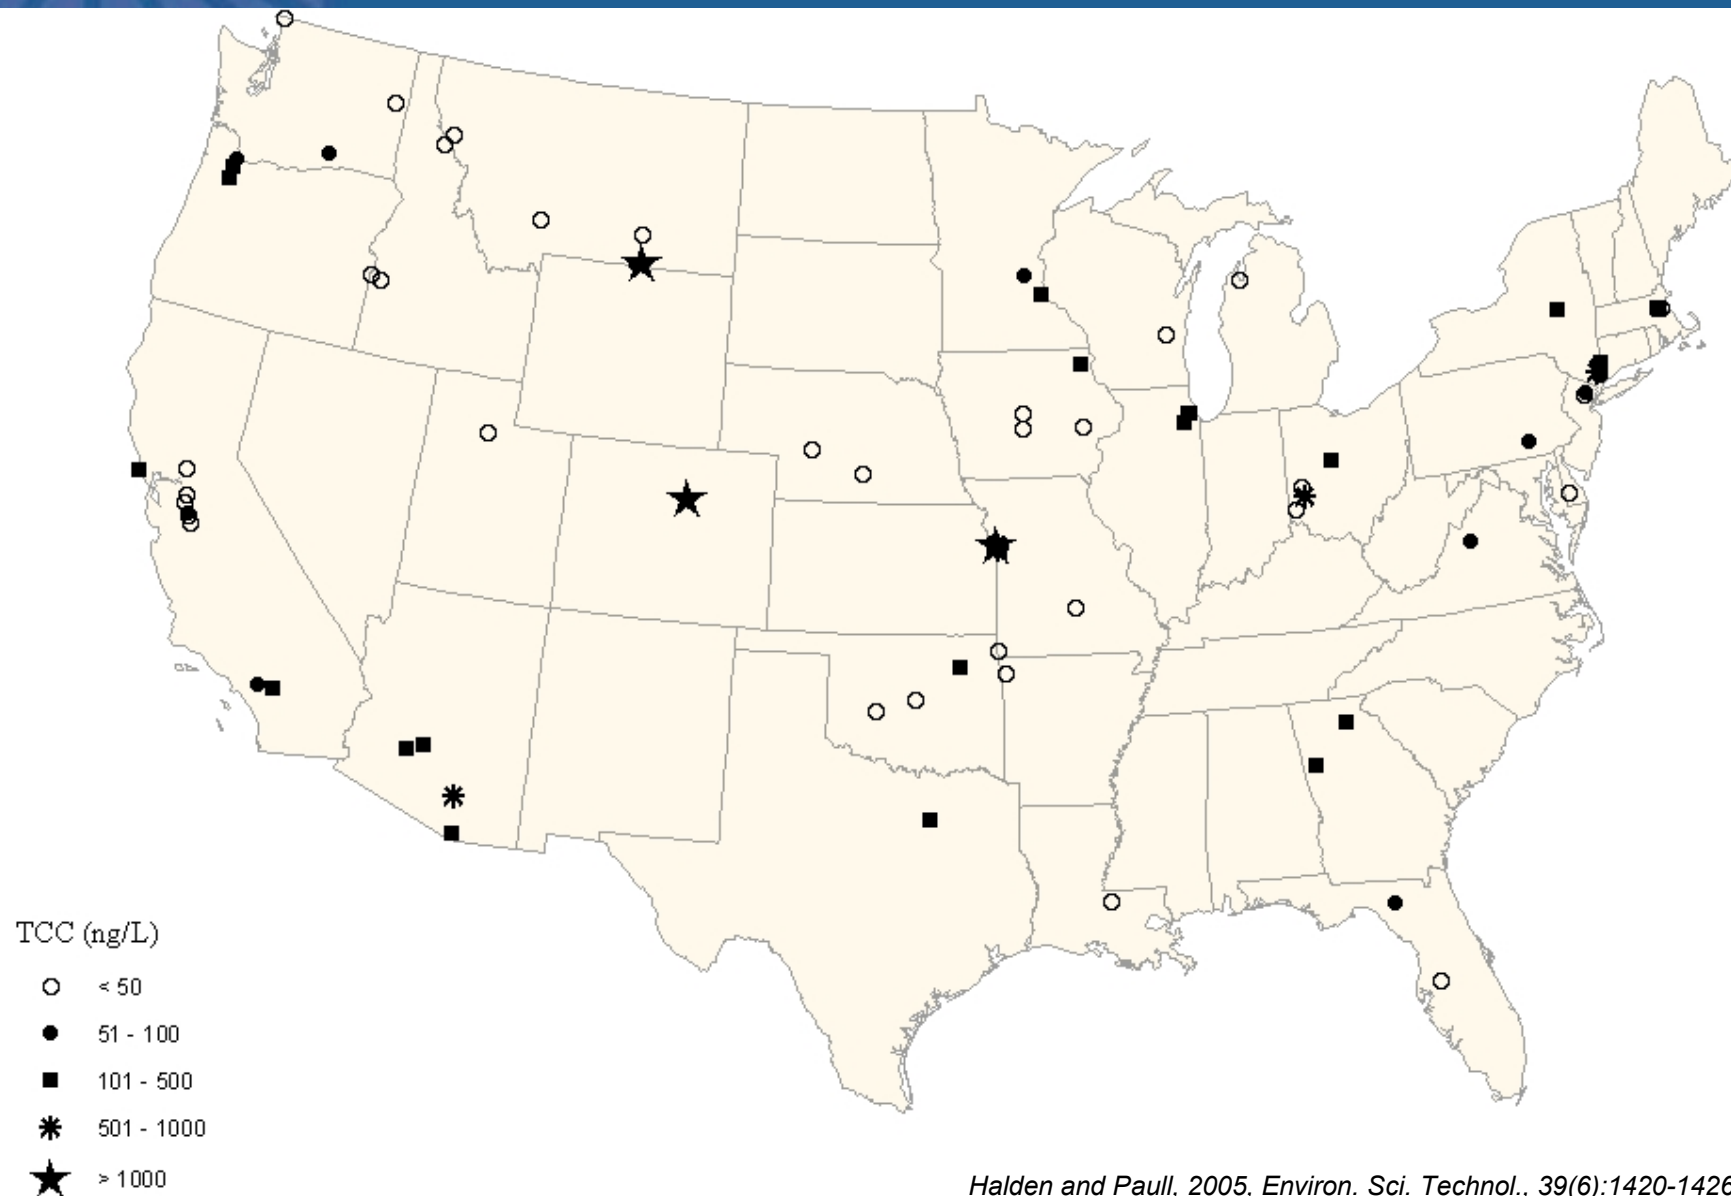 TCC (ng/L)
< 50
51 - 100
101 - 500
501 - 1000
> 1000
Halden and Paull, 2005, Environ. Sci. Technol., 39(6):1420-1426